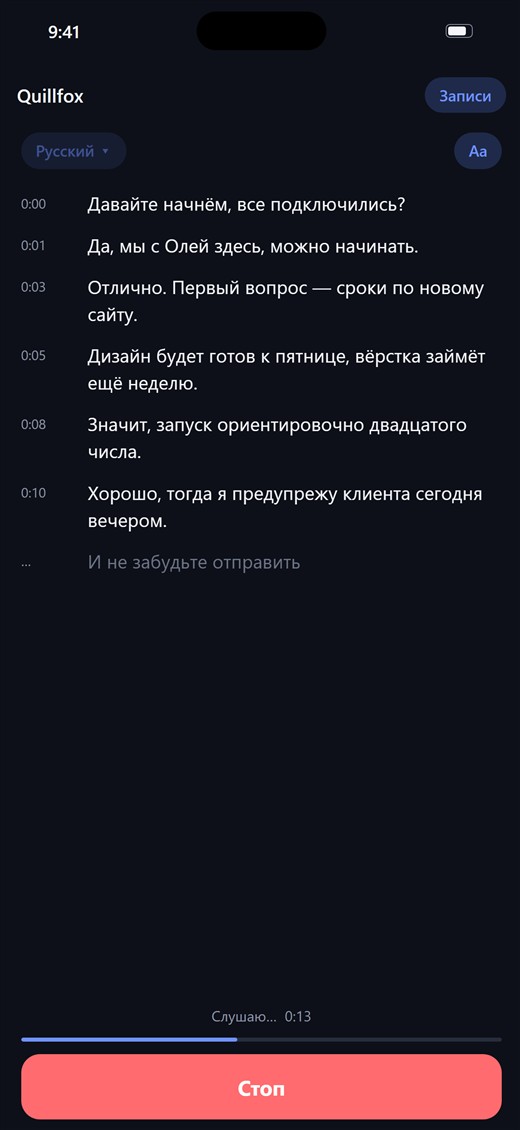 9:41
Quillfox
Записи
Русский ▾
Aa
0:00 Давайте начнём, все подключились?
0:01 Да, мы с Олей здесь, можно начинать.
0:03 Отлично. Первый вопрос — сроки по новому
сайту.
0:05 Дизайн будет готов к пятнице, вёрстка займёт
ещё неделю.
0:08 Значит, запуск ориентировочно двадцатого
числа.
0:10 Хорошо, тогда я предупрежу клиента сегодня
вечером.
... И не забудьте отправить
Слушаю... 0:13
Стоп